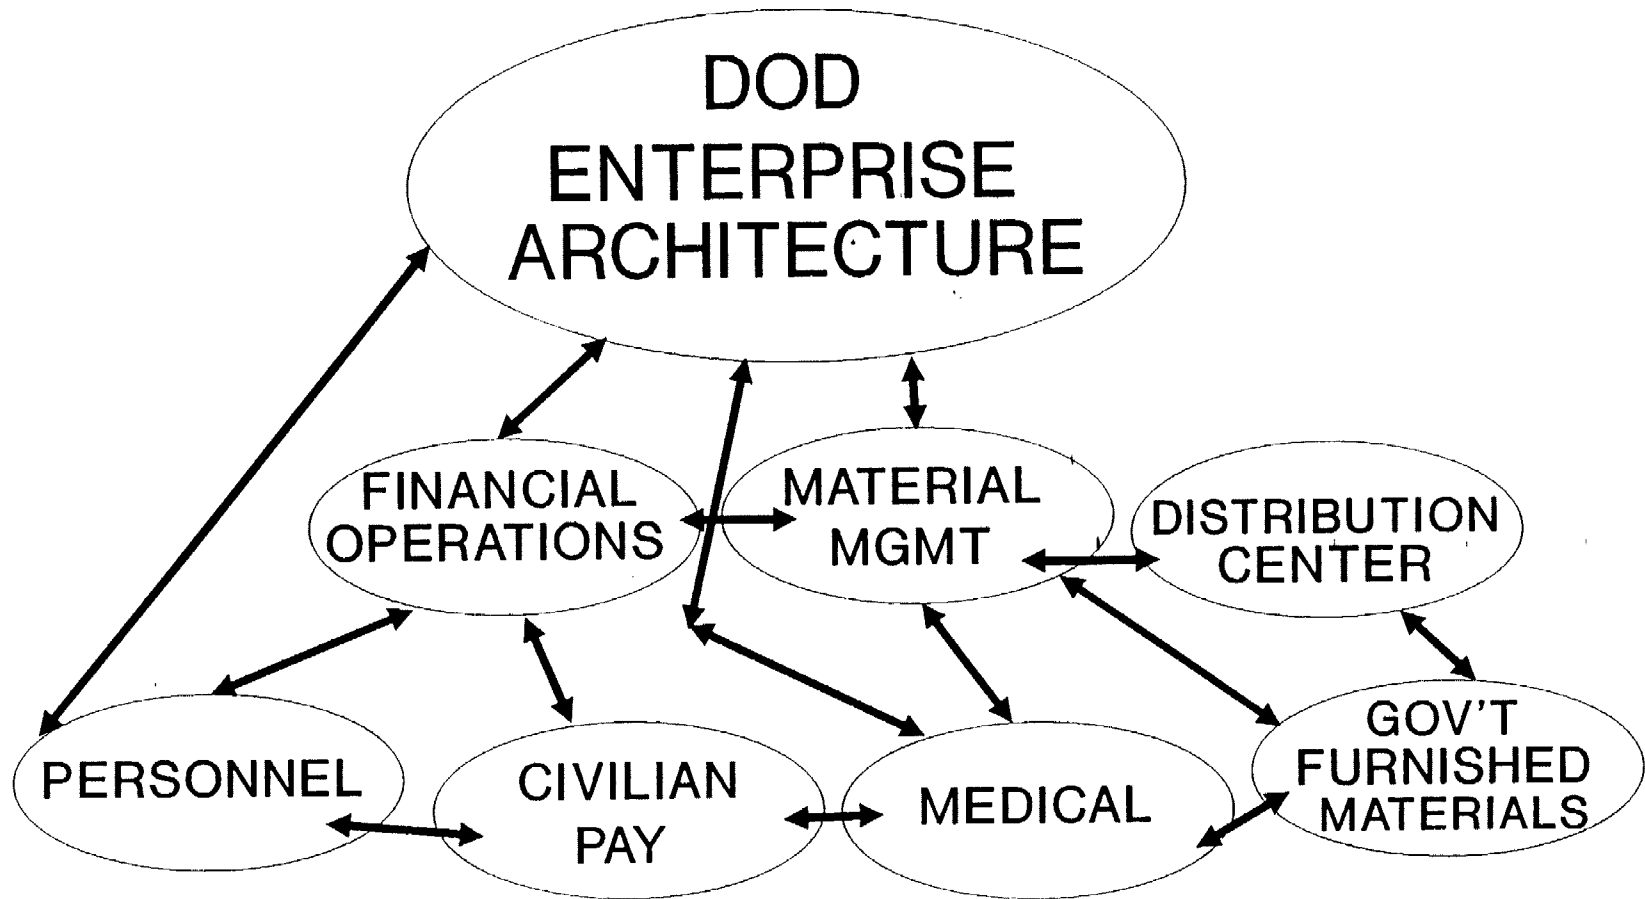 DOD
ENTERPRISE
ARCHITECTURE
FINANCIAL
OPERATIONS
MATERIAL
MGMT
DISTRIBUTION
CENTER
PERSONNEL
CIVILIAN
PAY
MEDICAL
GOV'T
FURNISHED
MATERIALS